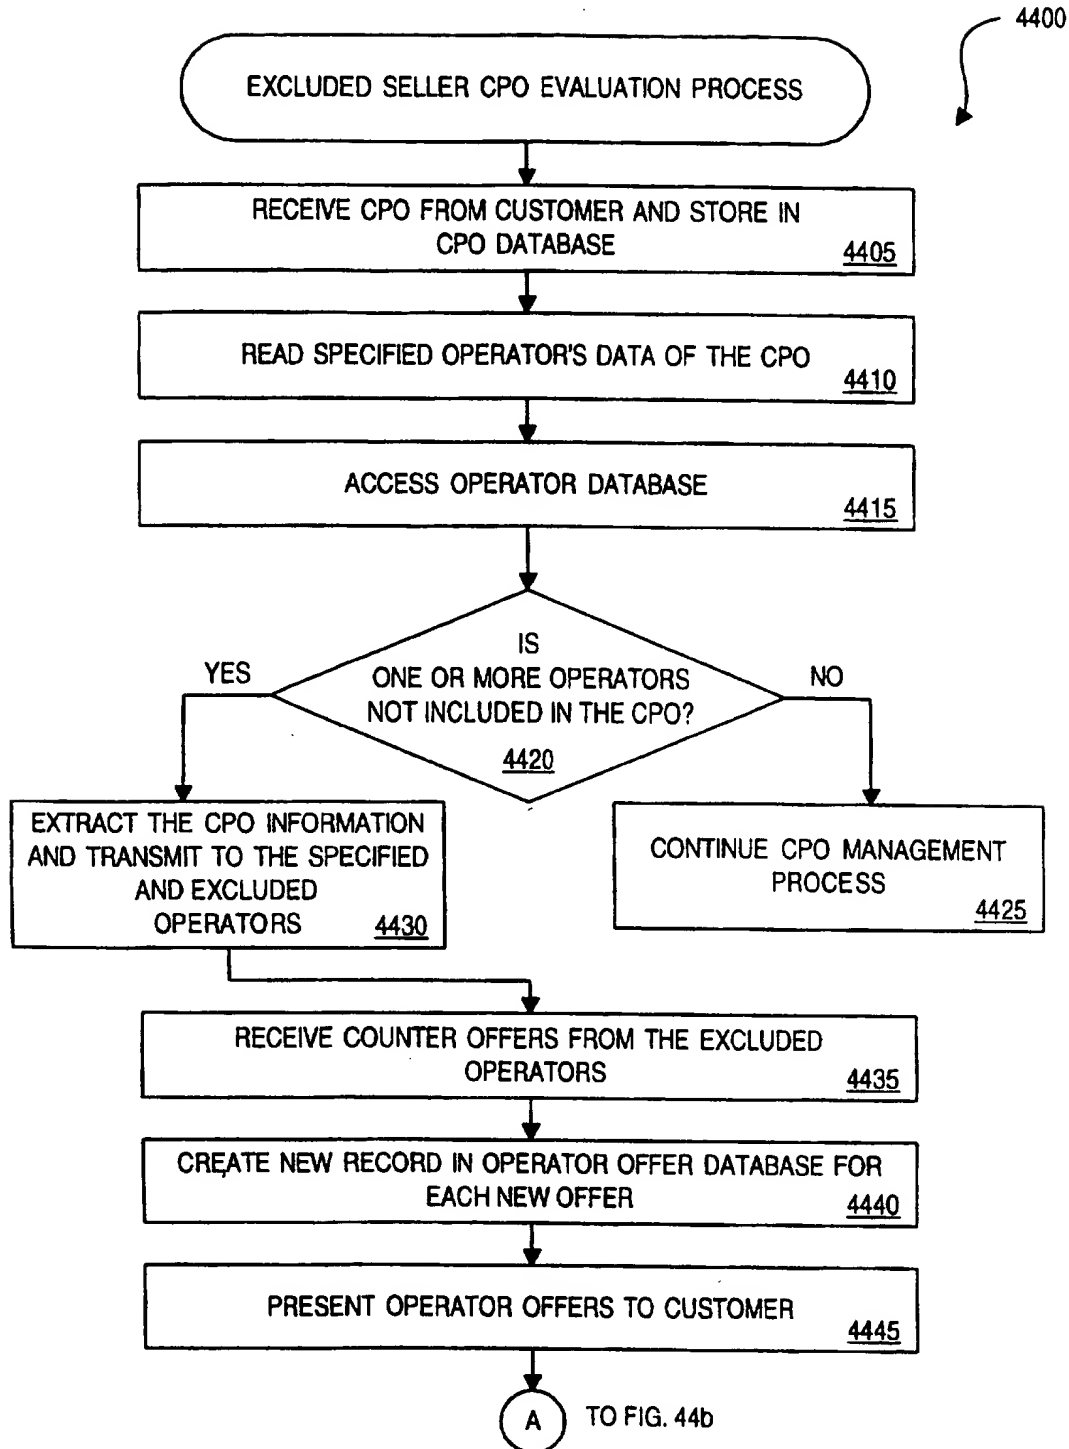 4400
EXCLUDED SELLER CPO EVALUATION PROCESS
RECEIVE CPO FROM CUSTOMER AND STORE IN
CPO DATABASE
4405
READ SPECIFIED OPERATOR'S DATA OF THE CPO
4410
ACCESS OPERATOR DATABASE
4415
IS
ONE OR MORE OPERATORS
NOT INCLUDED IN THE CPO?
4420
YES
NO
EXTRACT THE CPO INFORMATION
AND TRANSMIT TO THE SPECIFIED
AND EXCLUDED
OPERATORS
4430
CONTINUE CPO MANAGEMENT
PROCESS
4425
RECEIVE COUNTER OFFERS FROM THE EXCLUDED
OPERATORS
4435
CREATE NEW RECORD IN OPERATOR OFFER DATABASE FOR
EACH NEW OFFER
4440
PRESENT OPERATOR OFFERS TO CUSTOMER
4445
A
TO FIG. 44b